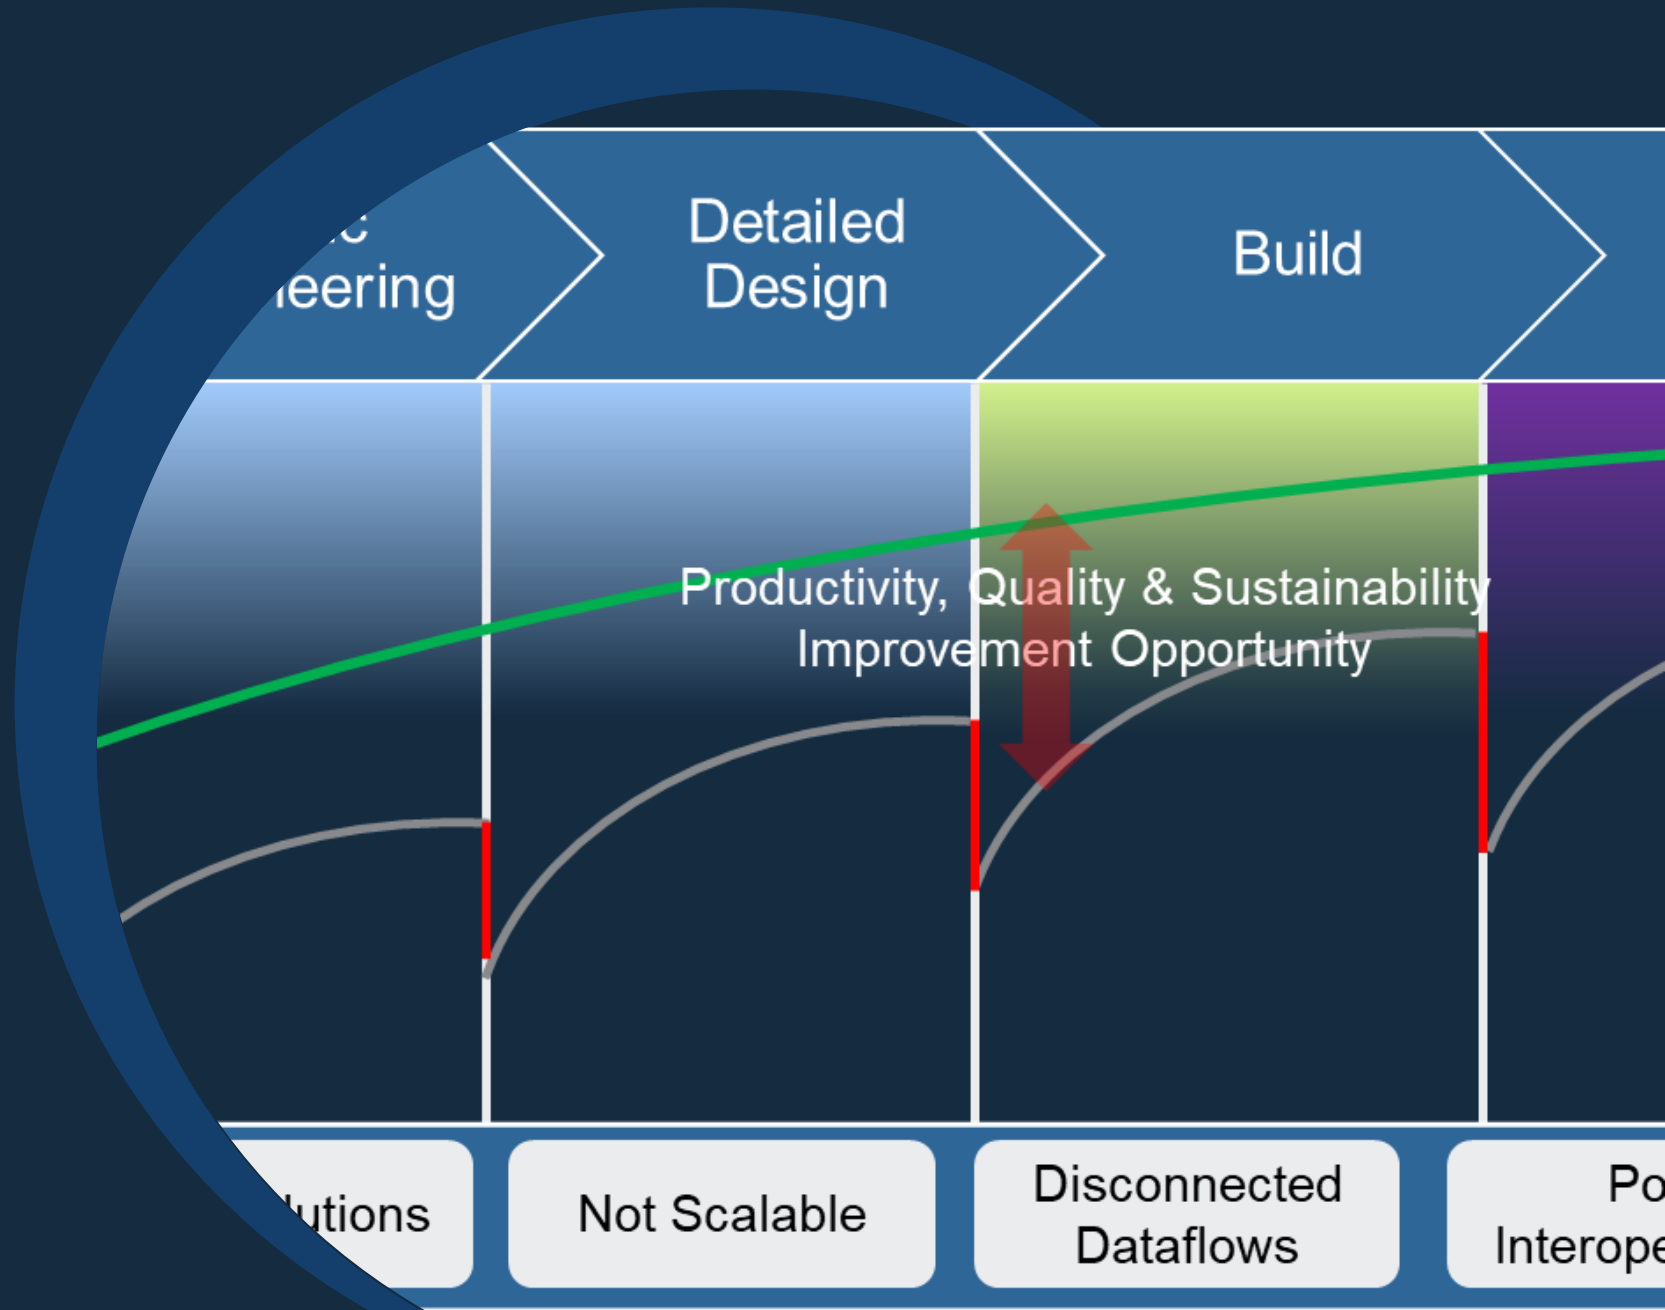 Detailed
Design
Build
Productivity, Quality & Sustainability
Improvement Opportunity
Not Scalable
Disconnected
Dataflows